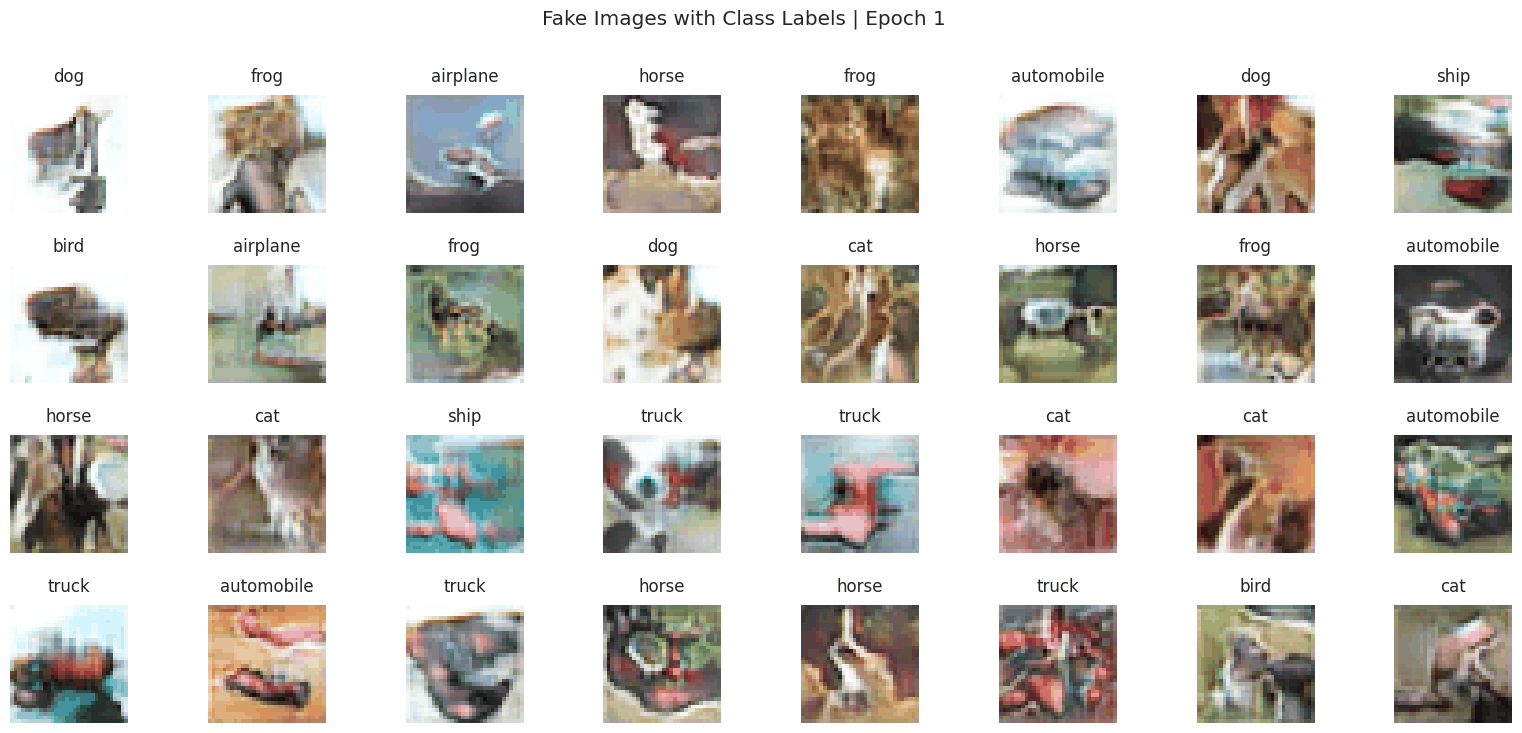 Fake Images with Class Labels | Epoch 1
dog frog airplane horse frog automobile dog ship
bird airplane frog dog cat horse frog automobile
horse cat ship truck truck cat cat automobile
truck automobile truck horse horse truck bird cat